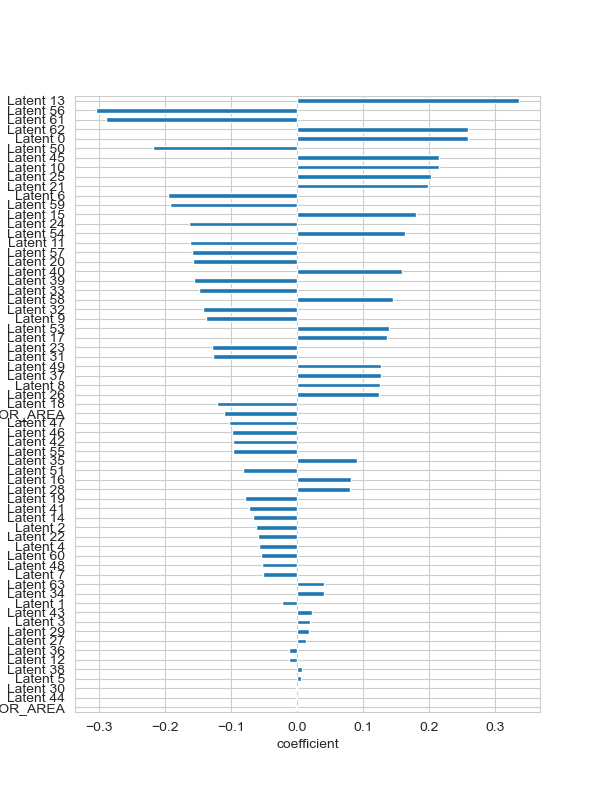 Latent 13
Latent 56
Latent 61
Latent 62
Latent 0
Latent 50
Latent 45
Latent 10
Latent 25
Latent 21
Latent 6
Latent 59
Latent 15
Latent 24
Latent 54
Latent 11
Latent 57
Latent 20
Latent 40
Latent 39
Latent 33
Latent 58
Latent 32
Latent 9
Latent 53
Latent 17
Latent 23
Latent 31
Latent 49
Latent 37
Latent 8
Latent 26
Latent 18
OR_AREA
Latent 47
Latent 46
Latent 42
Latent 55
Latent 35
Latent 51
Latent 16
Latent 28
Latent 19
Latent 41
Latent 14
Latent 2
Latent 22
Latent 4
Latent 60
Latent 48
Latent 7
Latent 63
Latent 34
Latent 1
Latent 43
Latent 3
Latent 29
Latent 27
Latent 36
Latent 12
Latent 38
Latent 5
Latent 30
Latent 44
OR_AREA
−0.3 −0.2 −0.1 0.0 0.1 0.2 0.3
coefficient